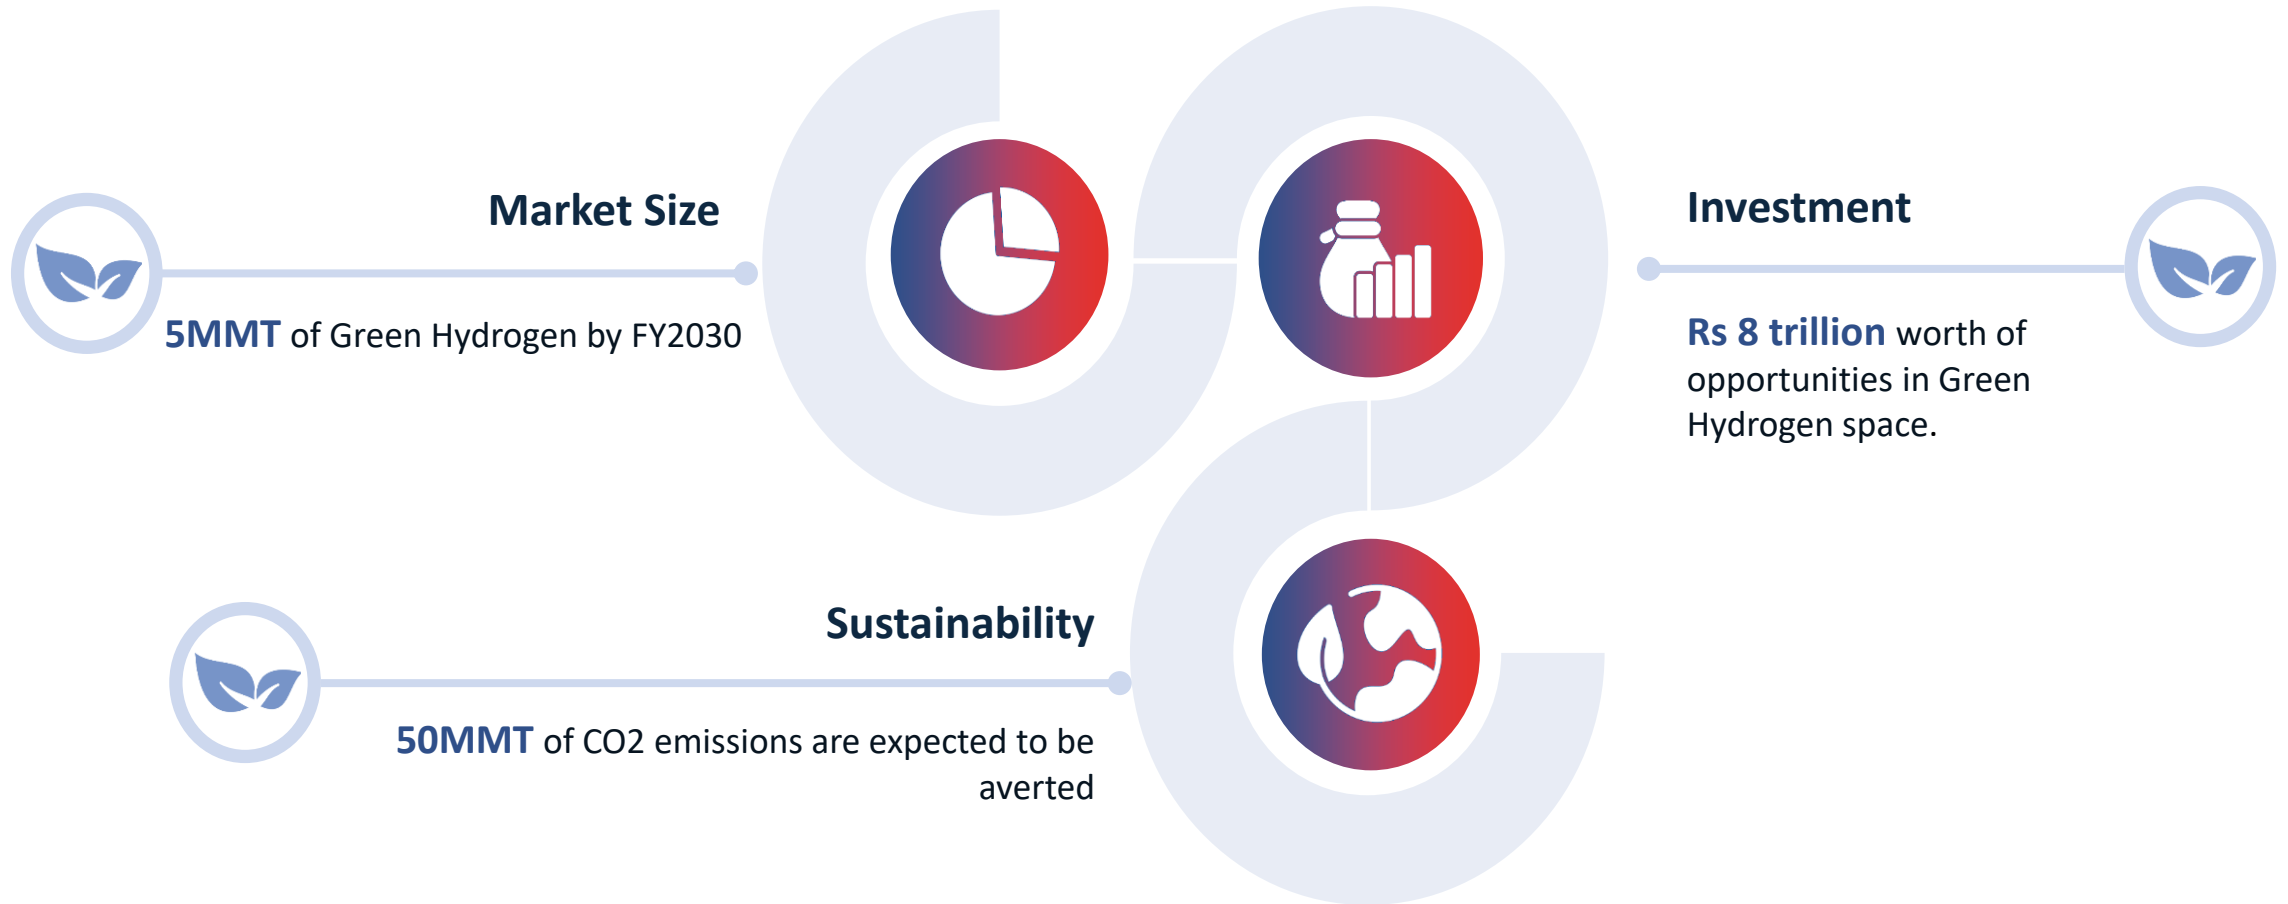 Market Size
5MMT of Green Hydrogen by FY2030
Investment
Rs 8 trillion worth of
opportunities in Green
Hydrogen space.
Sustainability
50MMT of CO2 emissions are expected to be
averted